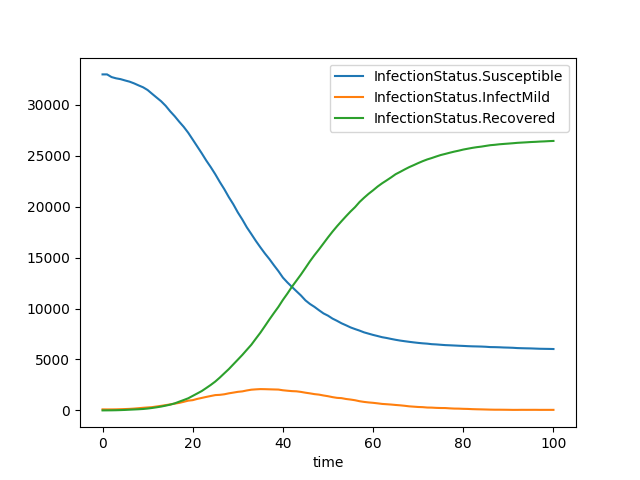 InfectionStatus.Susceptible
InfectionStatus.InfectMild
InfectionStatus.Recovered
30000
25000
20000
15000
10000
5000
0
0 20 40 60 80 100
time